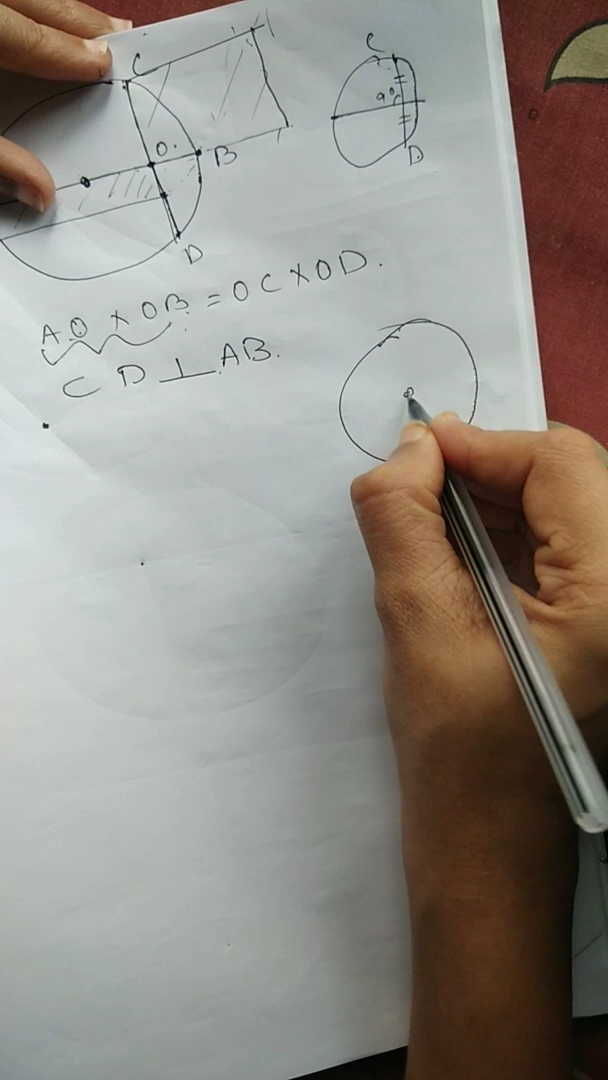 C
C
O.
90
B
D
D
AO × OB = OC × OD.
CD ⊥ AB.